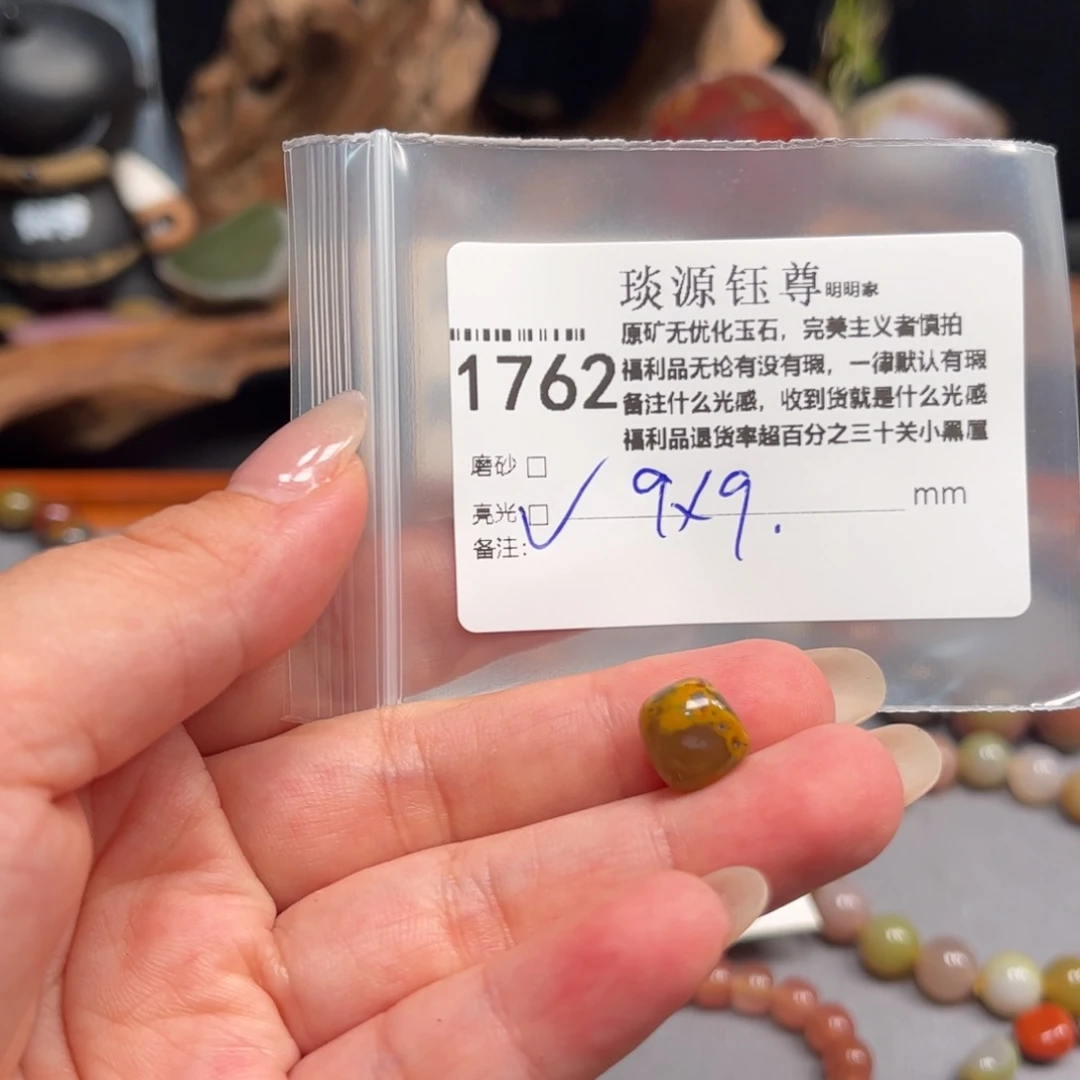 琰源钰尊明明家
原矿无优化玉石，完美主义者慎拍
1762
福利品无论有没有瑕，一律默认有瑕
备注什么光感，收到货就是什么光感
福利品退货率超百分之三十关小黑屋
磨砂 □
亮光 □ ✓ 9x9. mm
备注: